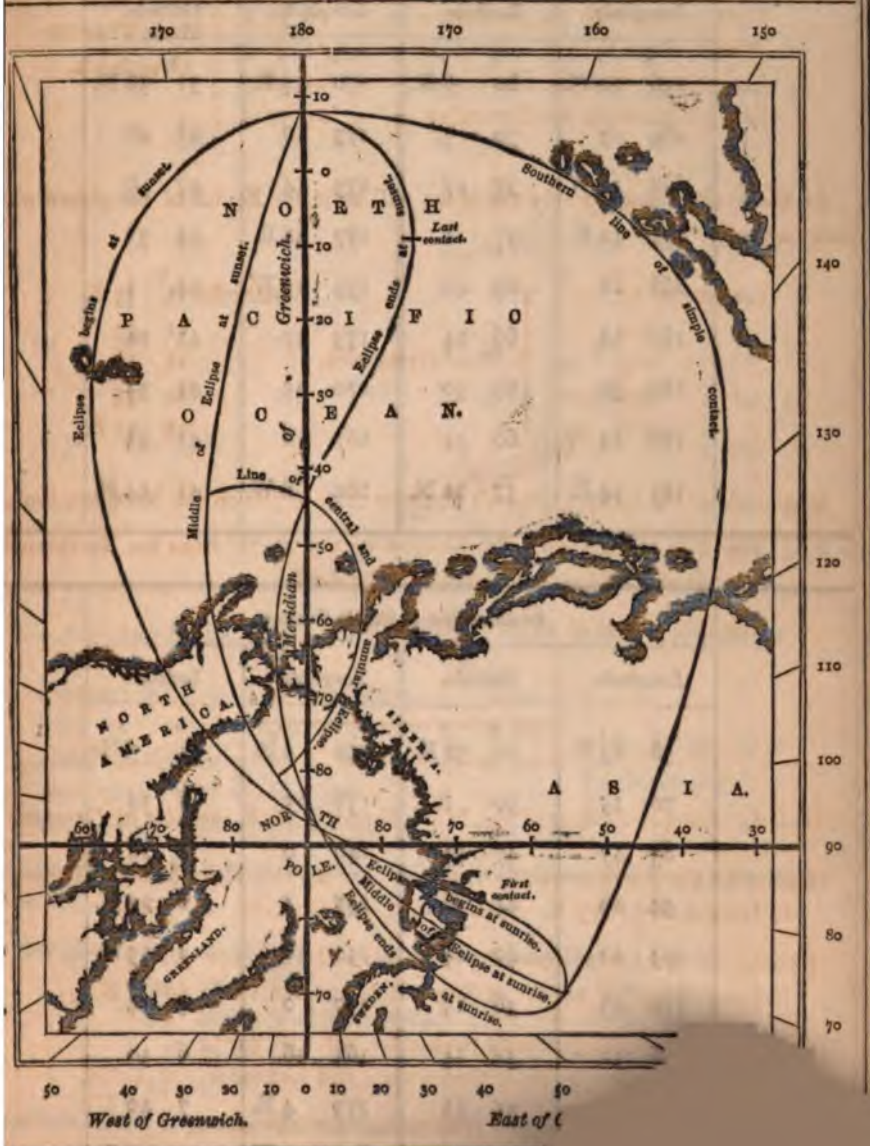 170 180 170 160 150
10
0
10
20
30
40
50
60
70
80
70
NORTH
PACIFIC
OCEAN.
Eclipse begins at sunset.
Middle of Eclipse at sunset.
Meridian of Greenwich.
Eclipse ends at sunset.
Last
contact.
Southern line of simple contact.
Line of central and annular Eclipse.
NORTH
AMERICA.
SIBERIA.
ASIA.
140
130
120
110
100
90
80
70
60 70 80 80 70 60 50 40 30
NORTH
POLE.
First
contact.
Eclipse begins at sunrise.
Middle of Eclipse at sunrise.
Eclipse ends at sunrise.
GREENLAND.
SWEDEN.
50 40 30 20 10 0 10 20 30 40 50
West of Greenwich. East of